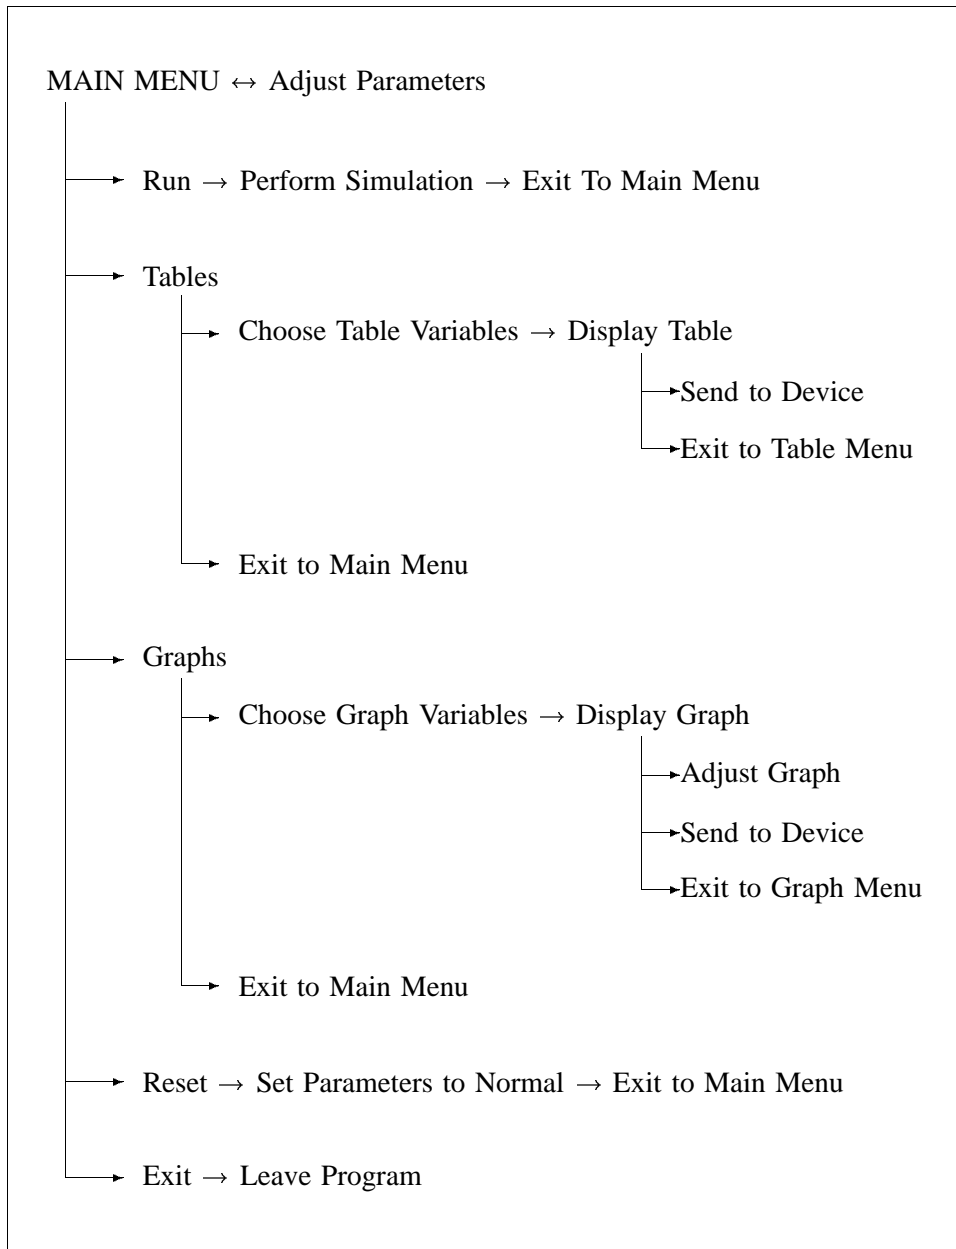 MAIN MENU ↔ Adjust Parameters
Run → Perform Simulation → Exit To Main Menu
Tables
Choose Table Variables → Display Table
Send to Device
Exit to Table Menu
Exit to Main Menu
Graphs
Choose Graph Variables → Display Graph
Adjust Graph
Send to Device
Exit to Graph Menu
Exit to Main Menu
Reset → Set Parameters to Normal → Exit to Main Menu
Exit → Leave Program